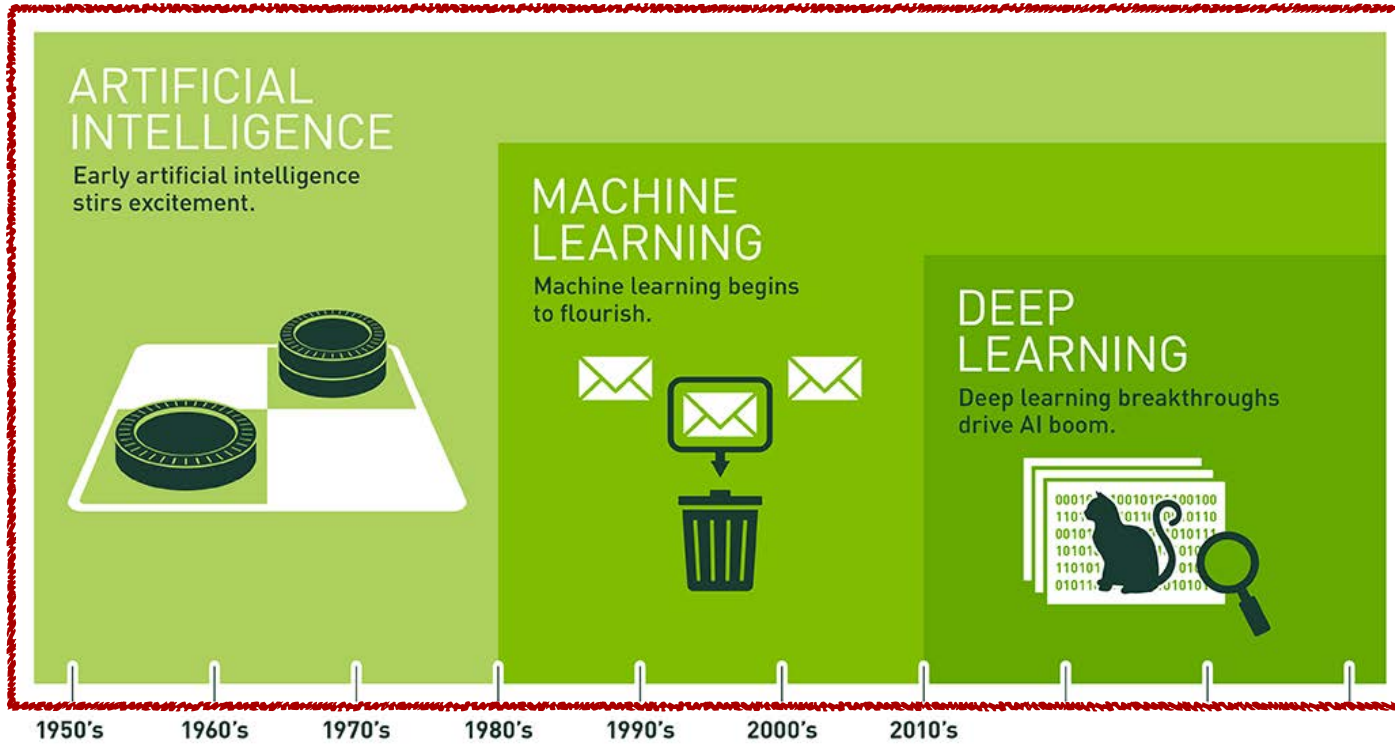 ARTIFICIAL
INTELLIGENCE
Early artificial intelligence
stirs excitement.
MACHINE
LEARNING
Machine learning begins
to flourish.
DEEP
LEARNING
Deep learning breakthroughs
drive AI boom.
1950's 1960's 1970's 1980's 1990's 2000's 2010's